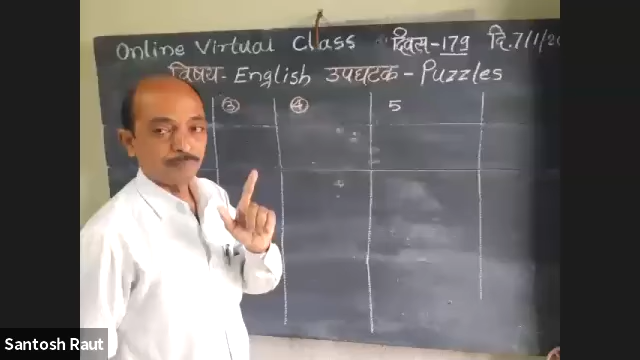 Online Virtual Class दिवस-179 दि.7/1/20
विषय- English उपघटक - Puzzles
③ ④ 5
Santosh Raut